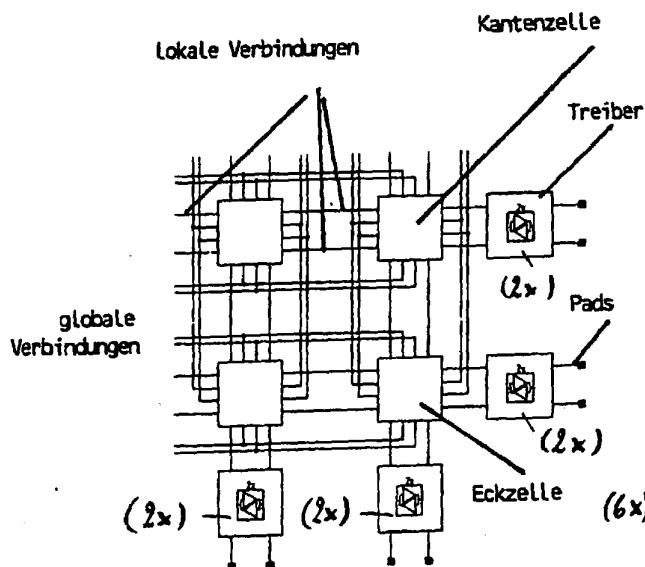 Kantenzelle
lokale Verbindungen
Treiber
(2x)
Pads
globale
Verbindungen
(2x)
Eckzelle
(2x)
(2x)
(6x)